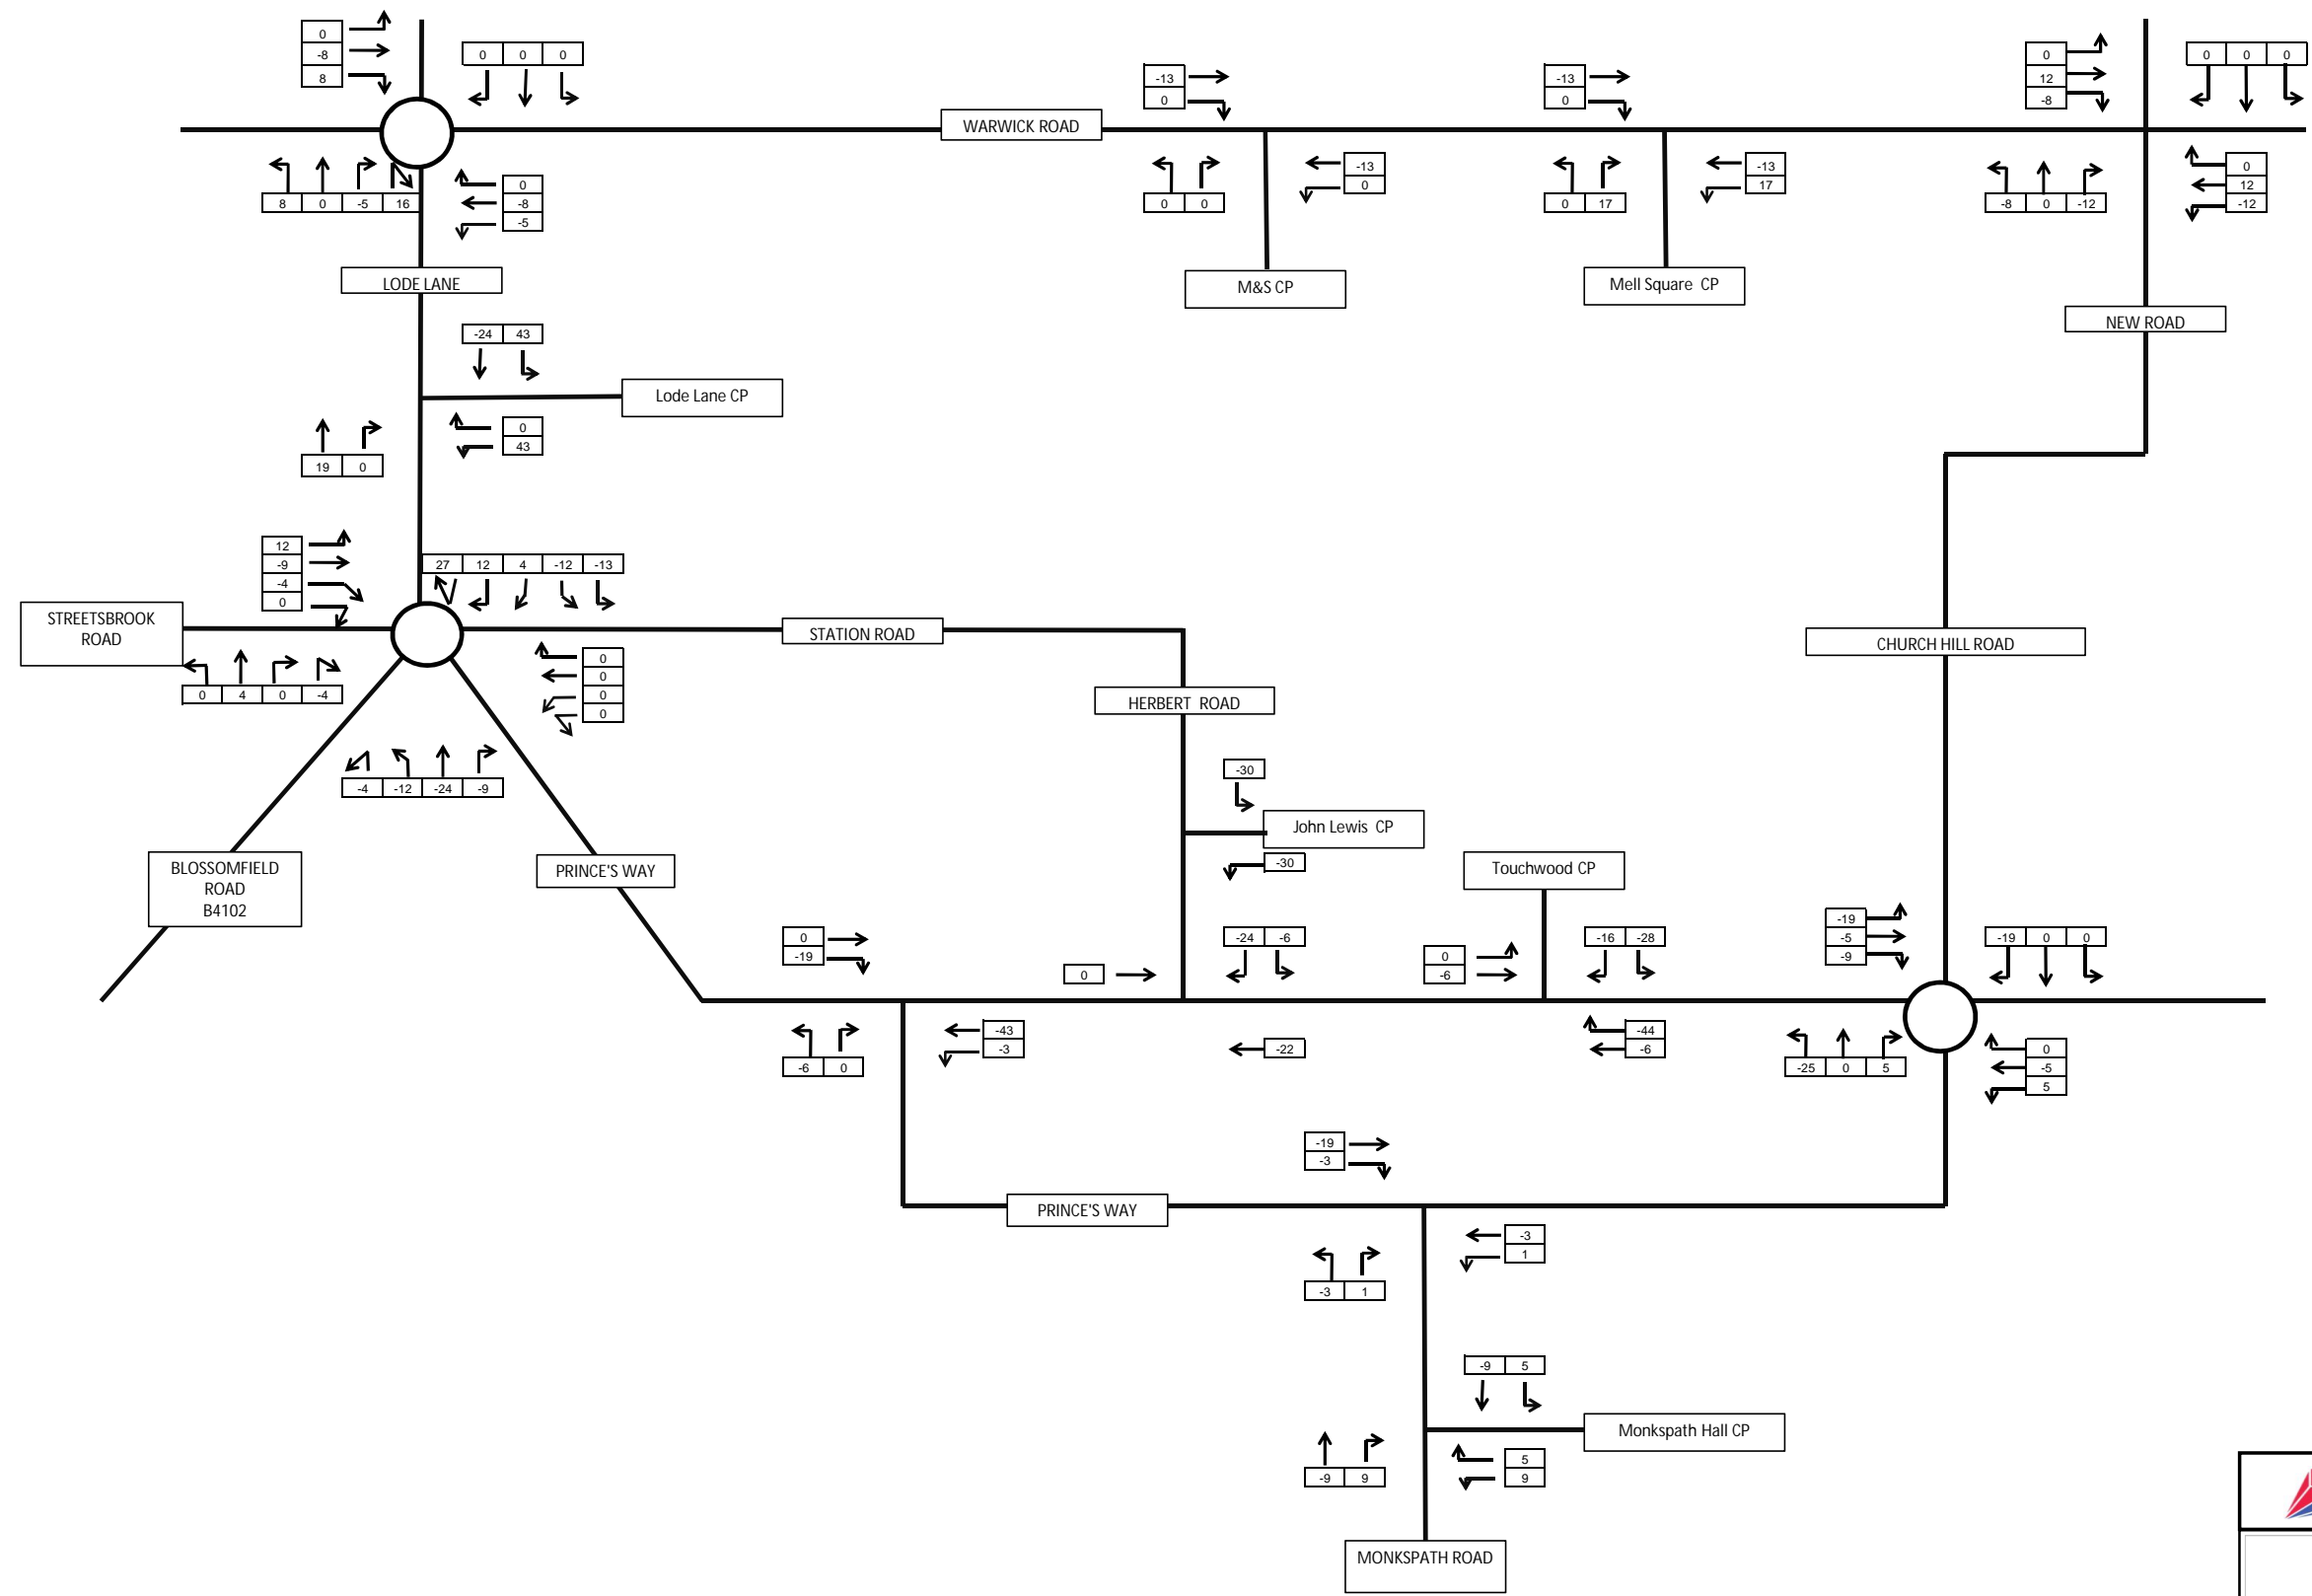 0
-8
8
0 0 0
-13
0
-13
0
0
12
-8
0 0 0
WARWICK ROAD
8 0 -5 16
0
-8
-5
0 0
-13
0
0 17
-13
17
-8 0 -12
0
12
-12
LODE LANE
M&S CP
Mell Square CP
NEW ROAD
-24 43
Lode Lane CP
19 0
0
43
12
-9
-4
0
27 12 4 -12 -13
STREETSBROOK
ROAD
STATION ROAD
CHURCH HILL ROAD
0 4 0 -4
0
0
0
0
HERBERT ROAD
-4 -12 -24 -9
-30
John Lewis CP
-30
BLOSSOMFIELD
ROAD
B4102
PRINCE'S WAY
Touchwood CP
0
-19
0
-24 -6
0
-6
-16 -28
-19
-5
-9
-19 0 0
-6 0
-43
-3
-22
-44
-6
-25 0 5
0
-5
5
-19
-3
PRINCE'S WAY
-3 1
-3
1
-9 5
Monkspath Hall CP
-9 9
5
9
MONKSPATH ROAD